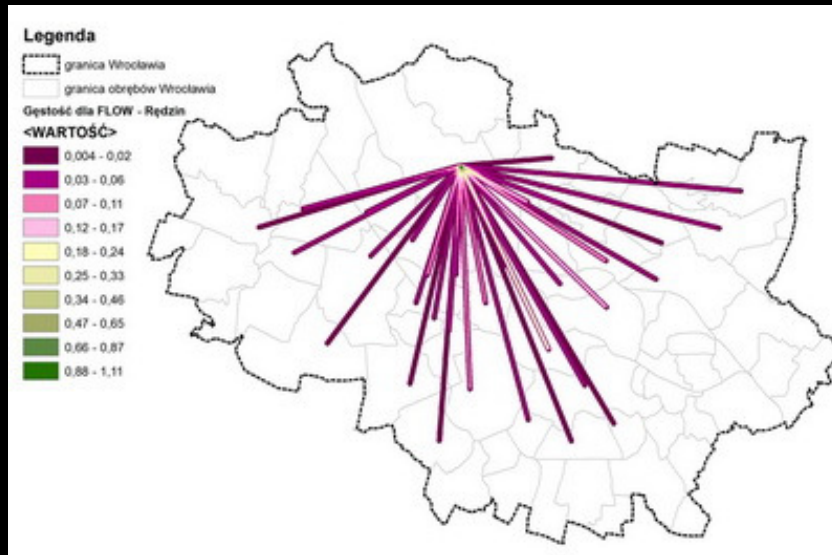 Legenda
granica Wrocławia
granica obrębów Wrocławia
Gęstość dla FLOW - Rędzin
<WARTOŚĆ>
0,004 - 0,02
0,03 - 0,06
0,07 - 0,11
0,12 - 0,17
0,18 - 0,24
0,25 - 0,33
0,34 - 0,46
0,47 - 0,65
0,66 - 0,87
0,88 - 1,11